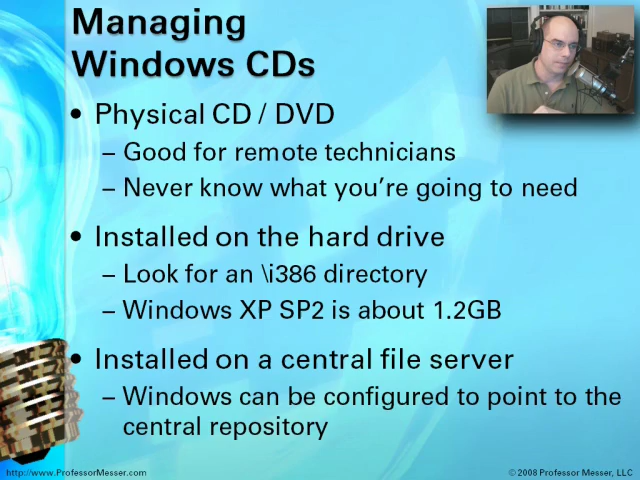 Managing
Windows CDs
• Physical CD / DVD
– Good for remote technicians
– Never know what you're going to need
• Installed on the hard drive
– Look for an \i386 directory
– Windows XP SP2 is about 1.2GB
• Installed on a central file server
– Windows can be configured to point to the
central repository
http://www.ProfessorMesser.com
© 2008 Professor Messer, LLC